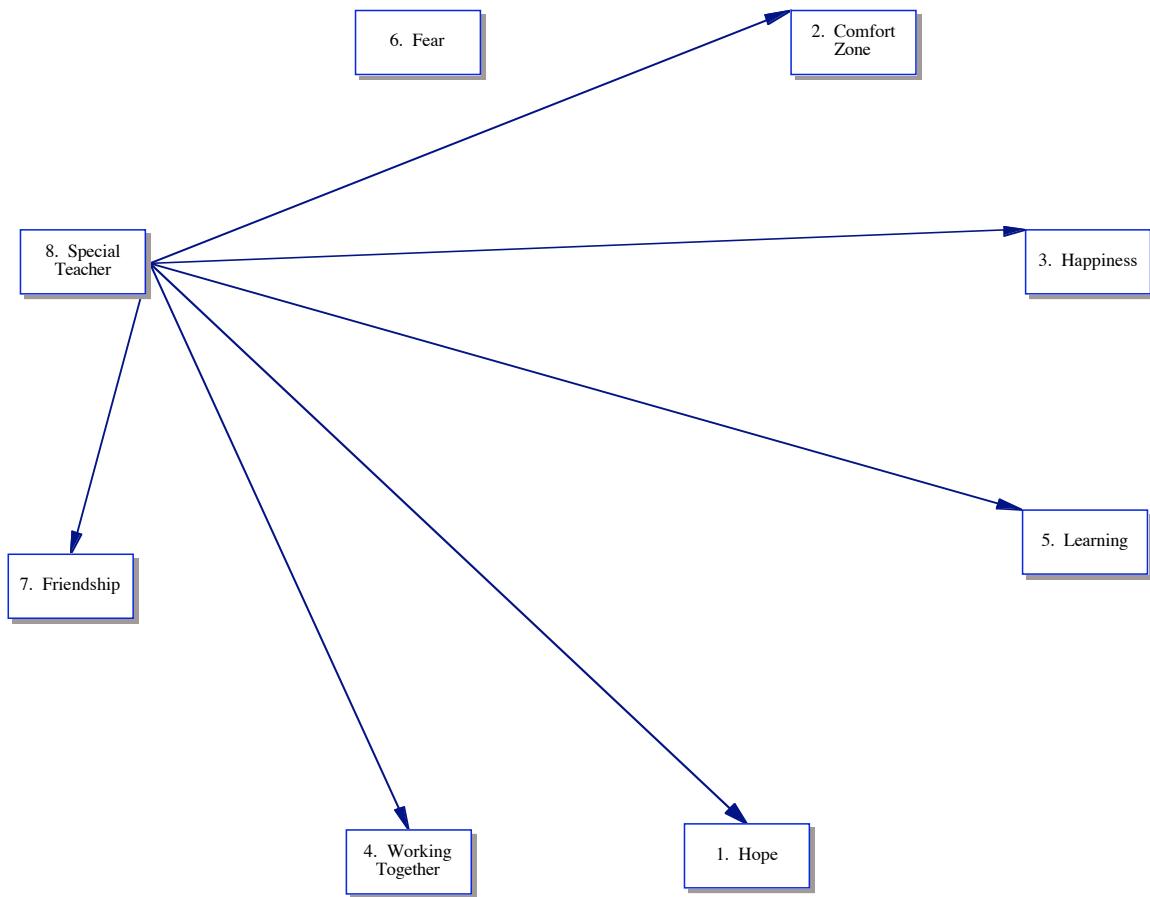 6. Fear
2. Comfort
Zone
8. Special
Teacher
3. Happiness
5. Learning
7. Friendship
4. Working
Together
1. Hope